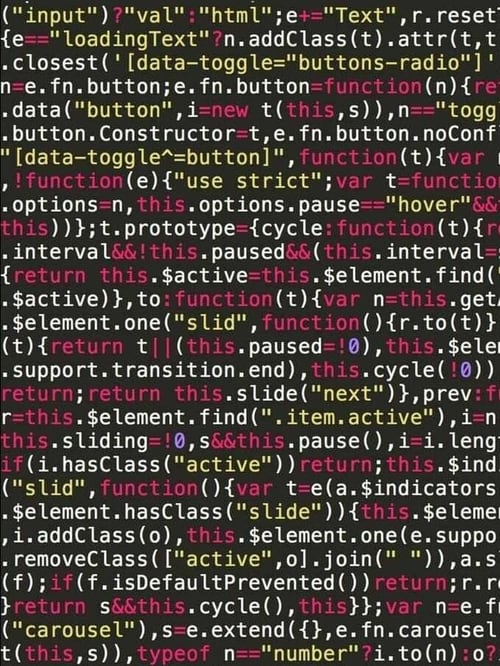 ("input")?"val":"html";e+="Text",r.reset
{e=="loadingText"?n.addClass(t).attr(t,t
.closest('[data-toggle="buttons-radio"]'
n=e.fn.button;e.fn.button=function(n){re
.data("button",i=new t(this,s)),n=="togg
.button.Constructor=t,e.fn.button.noConf
"[data-toggle^=button]",function(t){var
,!function(e){"use strict";var t=functio
.options=n,this.options.pause=="hover"&&
this))};t.prototype={cycle:function(t){r
.interval&&!this.paused&&(this.interval=s
{return this.$active=this.$element.find(
.$active)},to:function(t){var n=this.get
.$element.one("slid",function(){r.to(t)}
(t){return t||(this.paused=!0),this.$ele
.support.transition.end),this.cycle(!0))
return;return this.slide("next")},prev:f
r=this.$element.find(".item.active"),i=n
this.sliding=!0,s&&this.pause(),i=i.leng
if(i.hasClass("active"))return;this.$ind
("slid",function(){var t=e(a.$indicators
.$element.hasClass("slide")){this.$eleme
,i.addClass(o),this.$element.one(e.suppo
.removeClass(["active",o].join(" ")),a.s
(f);if(f.isDefaultPrevented())return;r.r
}return s&&this.cycle(),this}};var n=e.f
("carousel"),s=e.extend({},e.fn.carousel
t(this,s)),typeof n=="number"?i.to(n):o?